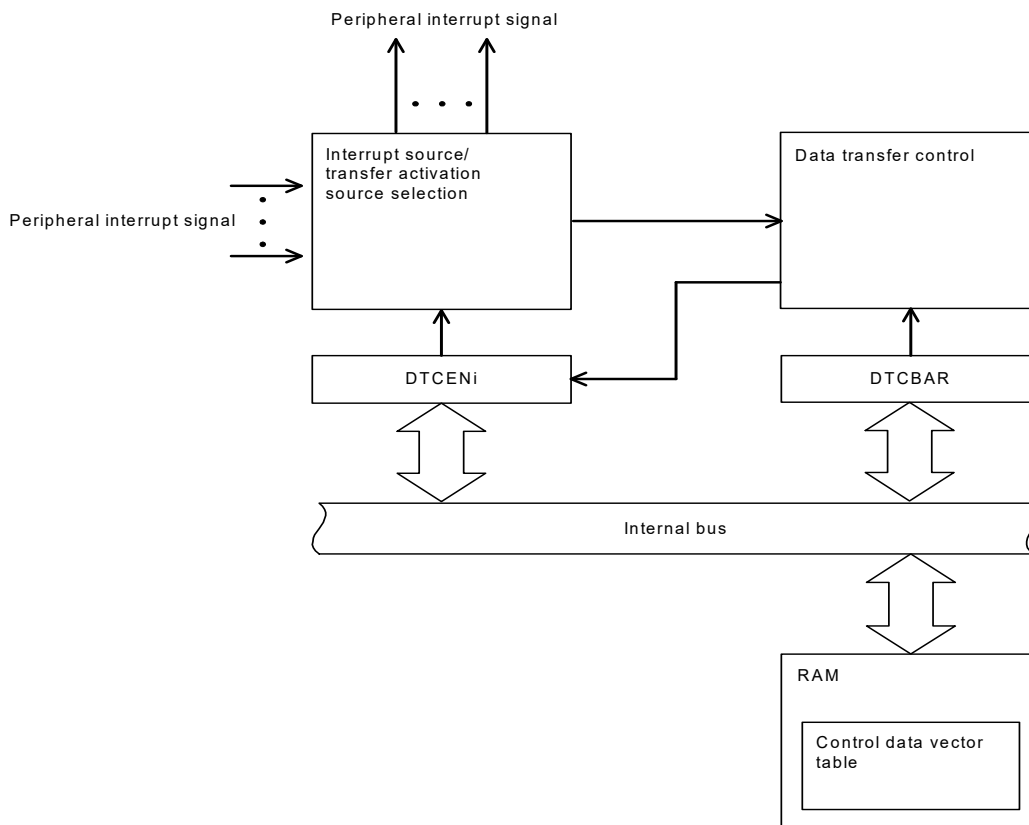 Peripheral interrupt signal
Interrupt source/
transfer activation
source selection
Data transfer control
Peripheral interrupt signal
DTCENi
DTCBAR
Internal bus
RAM
Control data vector
table